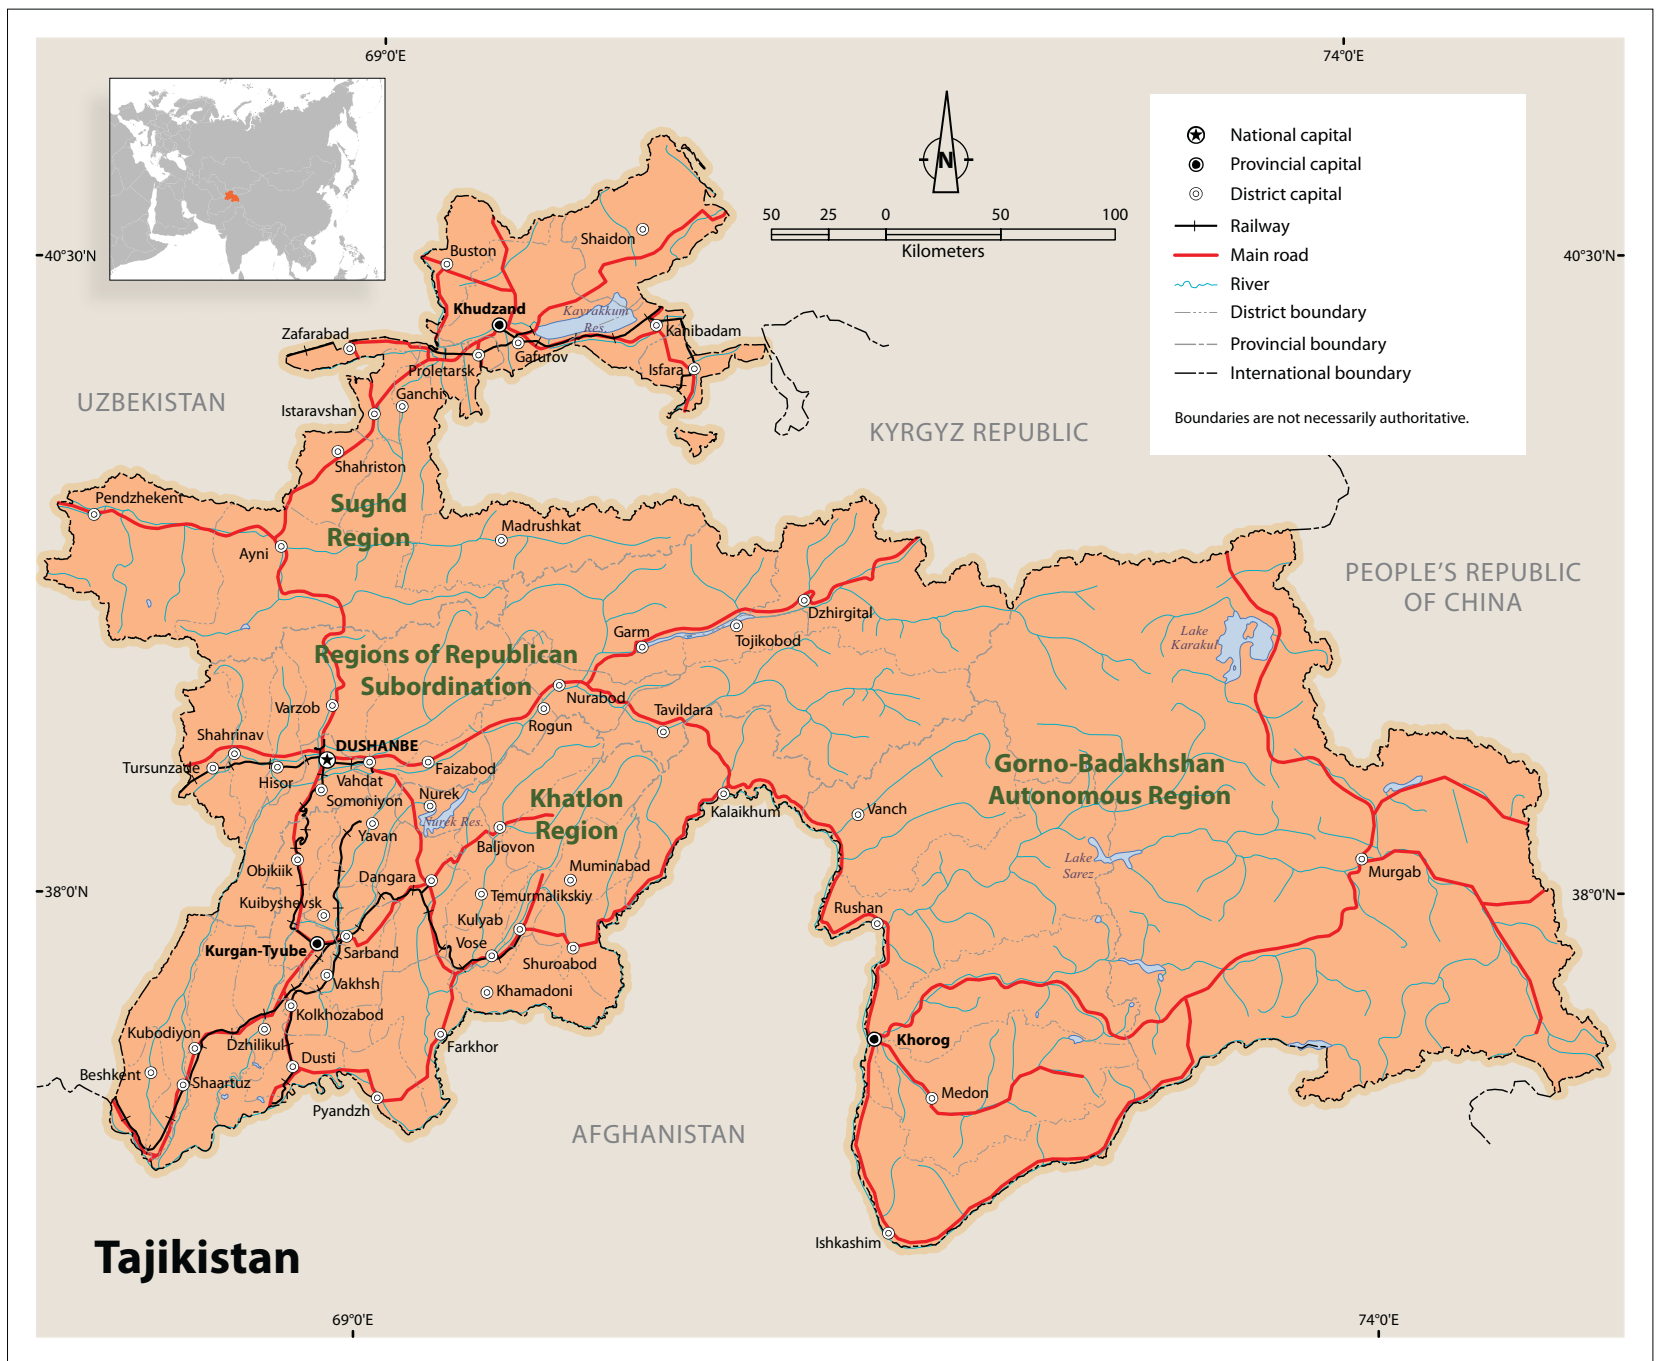 69°0'E
74°0'E
National capital
Provincial capital
District capital
Railway
Main road
River
District boundary
Provincial boundary
International boundary
Boundaries are not necessarily authoritative.
N
50 25 0 50 100
Kilometers
40°30'N
40°30'N
Shaidon
Buston
Khudzand
Kayrakkum
Res.
Zafarabad
Kanibadam
Gafurov
Proletarsk
Isfara
UZBEKISTAN
Ganchi
Istaravshan
KYRGYZ REPUBLIC
Shahriston
Pendzhekent
Sughd
Region
Madrushkat
Ayni
PEOPLE'S REPUBLIC
OF CHINA
Dzhirgital
Garm
Tojikobod
Lake
Karakul
Regions of Republican
Subordination
Nurabod
Varzob
Rogun
Tavildara
Shahrinav
DUSHANBE
Tursunzade
Hisor
Vahdat
Faizabod
Somoniyon
Nurek
Nurek Res.
Yavan
Khatlon
Region
Gorno-Badakhshan
Autonomous Region
Kalaikhum
Vanch
Baljovon
Obikiik
Dangara
Muminabad
Lake
Sarez
Murgab
38°0'N
38°0'N
Temurmalikskiy
Kuibyshevsk
Kulyab
Rushan
Kurgan-Tyube
Sarband
Vose
Shuroabod
Vakhsh
Khamadoni
Kolkhozabod
Kubodiyon
Dzhilikul
Farkhor
Khorog
Dusti
Beshkent
Shaartuz
Medon
Pyandzh
AFGHANISTAN
Ishkashim
Tajikistan
69°0'E
74°0'E